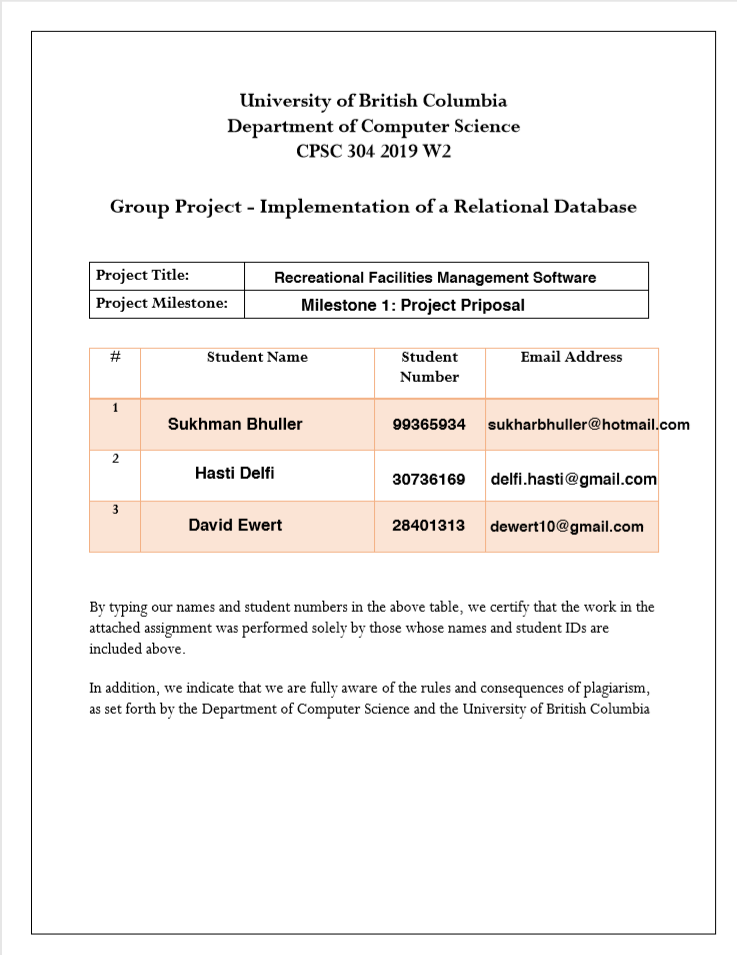 University of British Columbia
Department of Computer Science
CPSC 304 2019 W2
Group Project - Implementation of a Relational Database
Project Title: Recreational Facilities Management Software
Project Milestone: Milestone 1: Project Priposal
# Student Name Student Number Email Address
1 Sukhman Bhuller 99365934 sukharbhuller@hotmail.com
2 Hasti Delfi 30736169 delfi.hasti@gmail.com
3 David Ewert 28401313 dewert10@gmail.com
By typing our names and student numbers in the above table, we certify that the work in the
attached assignment was performed solely by those whose names and student IDs are
included above.
In addition, we indicate that we are fully aware of the rules and consequences of plagiarism,
as set forth by the Department of Computer Science and the University of British Columbia